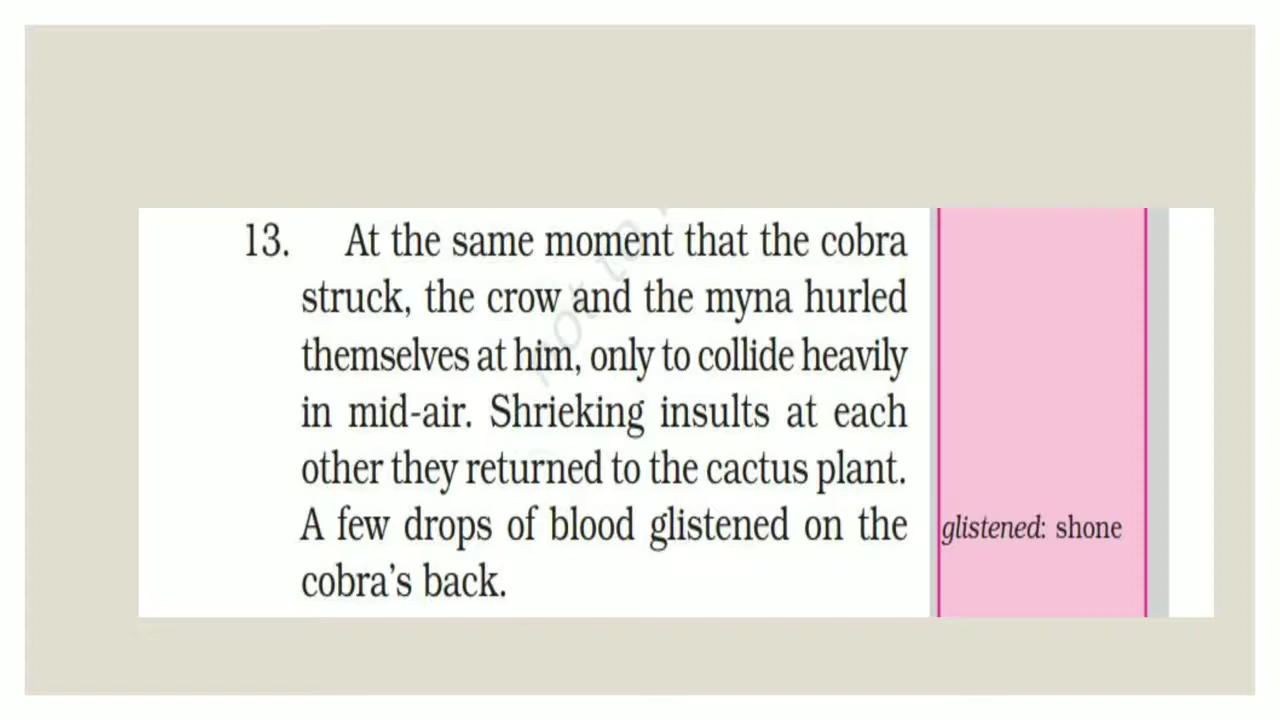 13. At the same moment that the cobra
struck, the crow and the myna hurled
themselves at him, only to collide heavily
in mid-air. Shrieking insults at each
other they returned to the cactus plant.
A few drops of blood glistened on the
cobra's back.
glistened: shone
not to